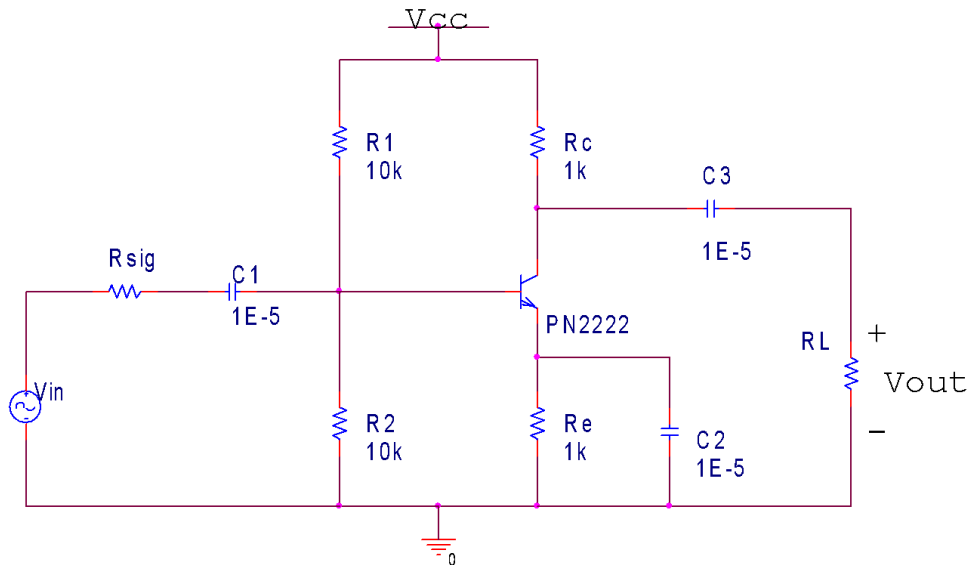 Vcc
R1
10k
Rc
1k
C3
1E-5
Rsig
C1
1E-5
PN2222
Vin
RL
+
Vout
-
R2
10k
Re
1k
C2
1E-5
0